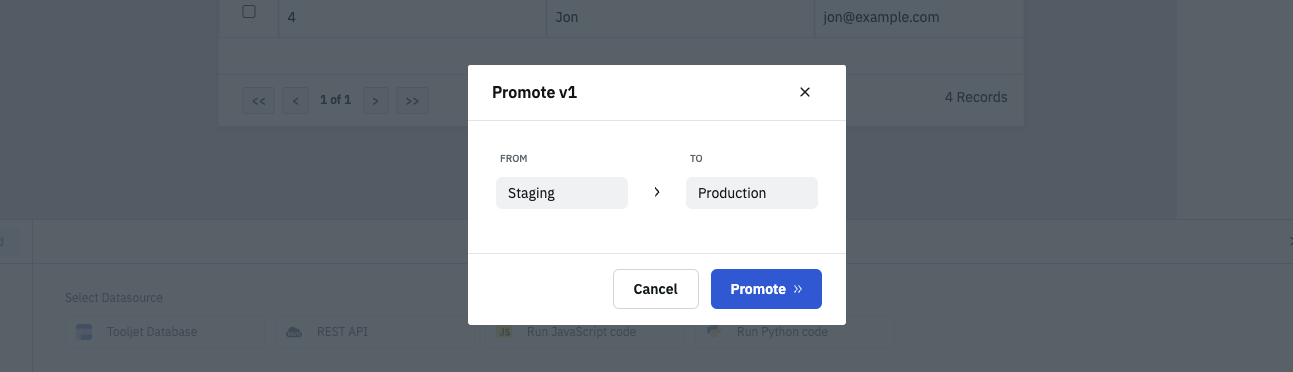 4 Jon jon@example.com
<< < 1 of 1 > >> 4 Records
Promote v1
FROM TO
Staging > Production
Cancel Promote »
Select Datasource
Tooljet Database REST API JS Run JavaScript code Run Python code